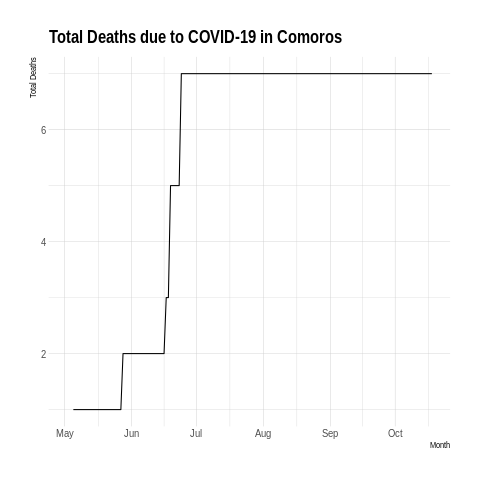 Total Deaths due to COVID-19 in Comoros
Total Deaths
6
4
2
May Jun Jul Aug Sep Oct
Month